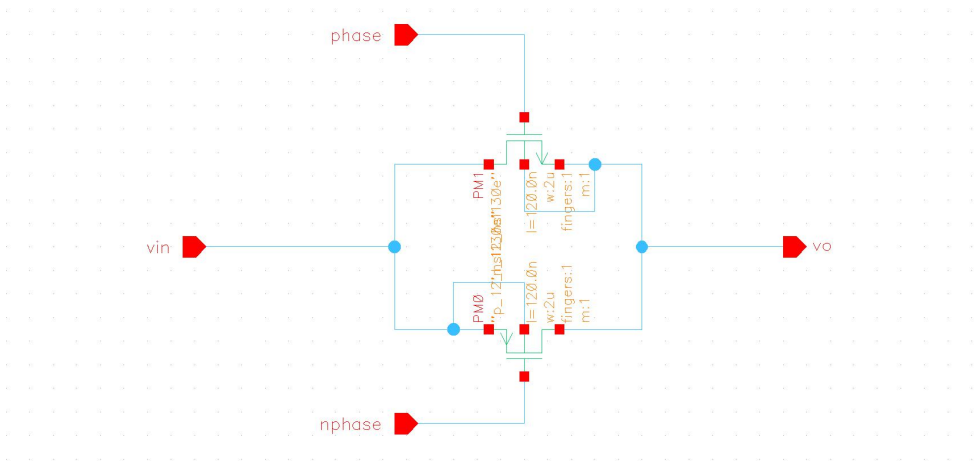 phase
PM1
l=120.0n
w:2u
fingers:1
m:1
vin
vo
PM0
l=120.0n
w:2u
fingers:1
m:1
nphase